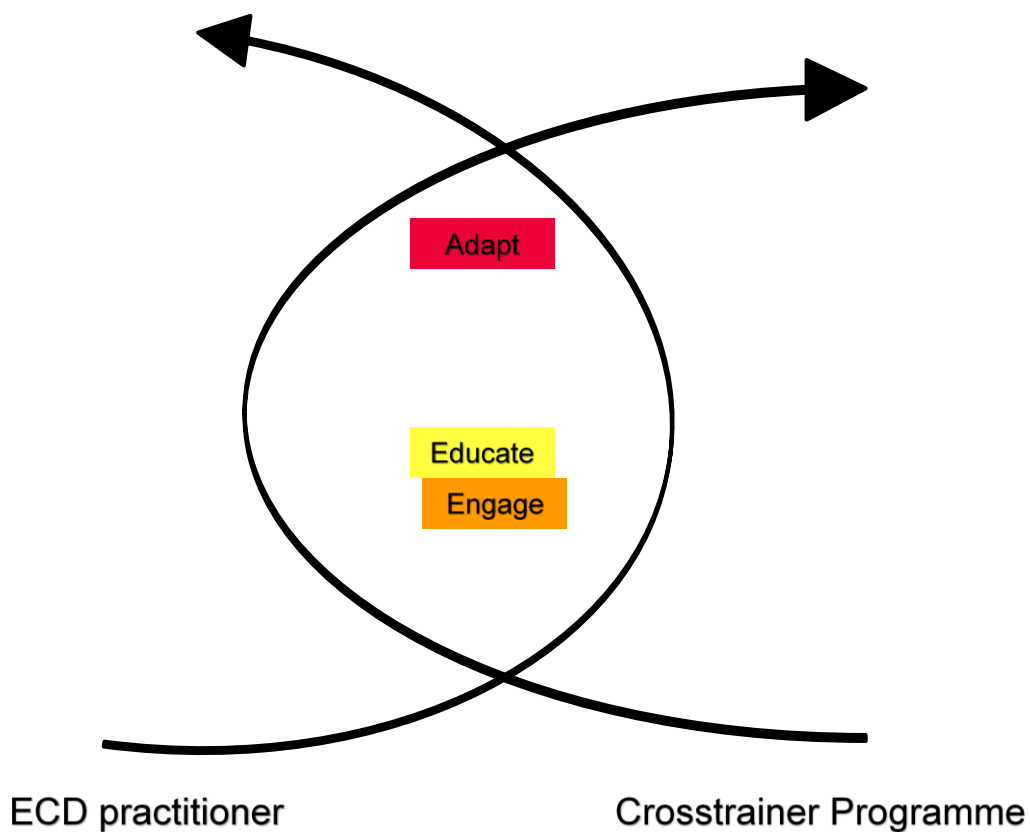 Adapt
Educate
Engage
ECD practitioner
Crosstrainer Programme